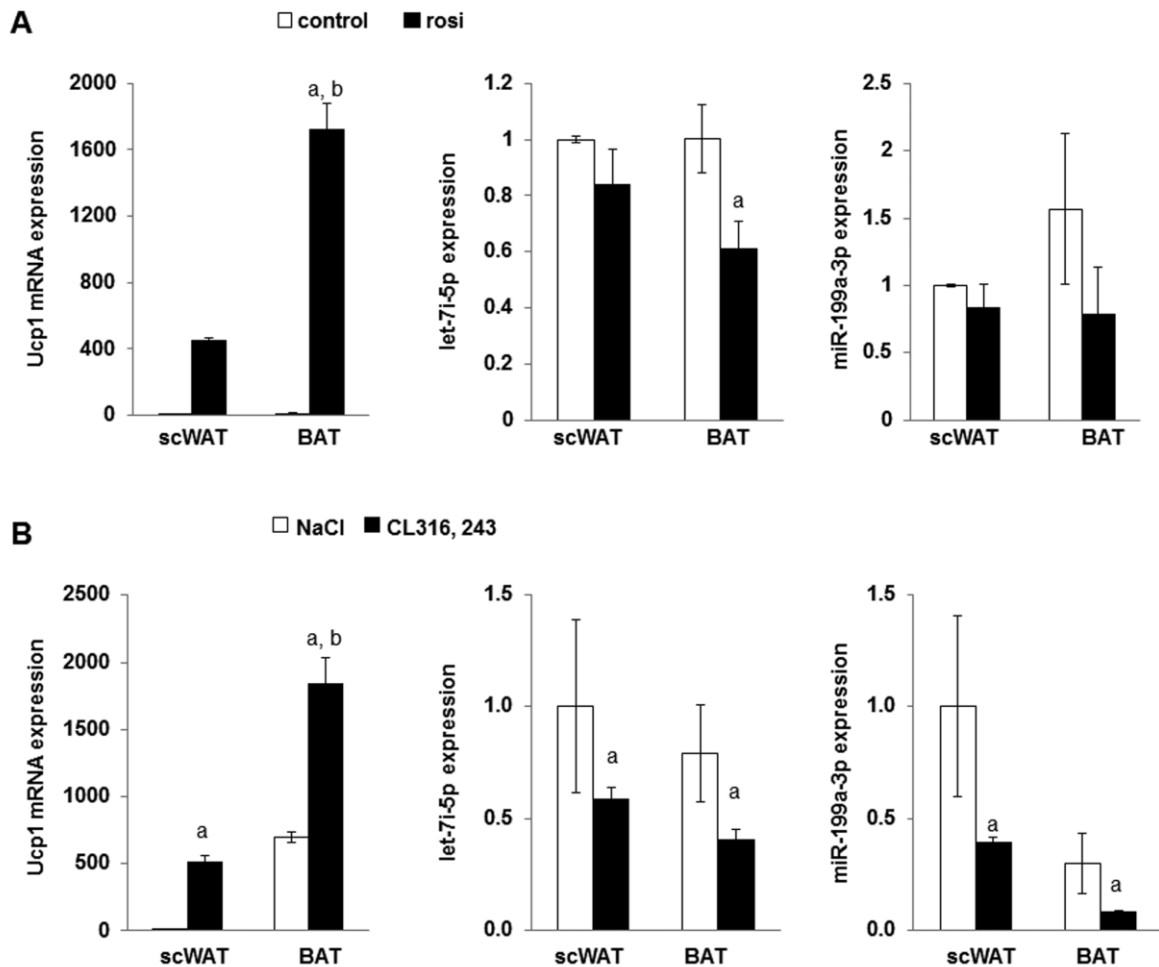 A
control rosi
Ucp1 mRNA expression
2000
1600
1200
800
400
0
a, b
scWAT BAT
let-7i-5p expression
1.2
1
0.8
0.6
0.4
0.2
0
a
scWAT BAT
miR-199a-3p expression
2.5
2
1.5
1
0.5
0
scWAT BAT
B
NaCl CL316, 243
Ucp1 mRNA expression
2500
2000
1500
1000
500
0
a
a, b
scWAT BAT
let-7i-5p expression
1.5
1.0
0.5
0.0
a
a
scWAT BAT
miR-199a-3p expression
1.5
1.0
0.5
0.0
a
a
scWAT BAT